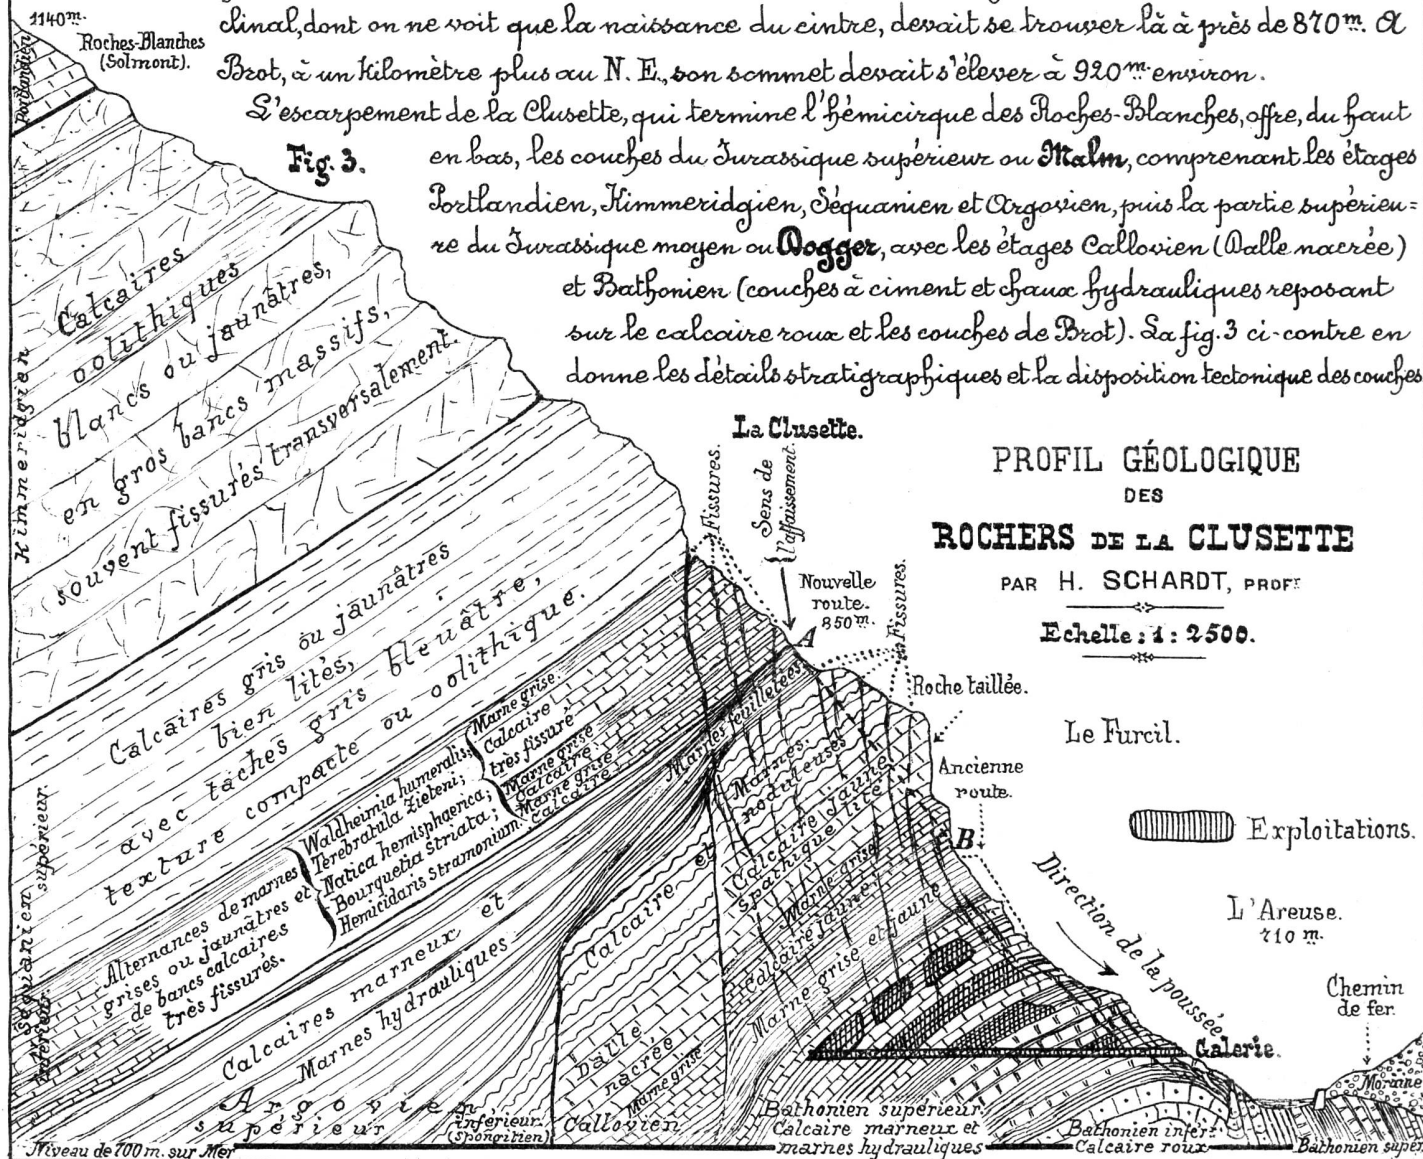 clinal, dont on ne voit que la naissance du cintre, devait se trouver là à près de 870m. A
Brot, à un kilomètre plus au N. E., son sommet devait s'élever à 920m. environ.
L'escarpement de la Clusette, qui termine l'hémicirque des Roches-Blanches, offre, du haut
en bas, les couches du Jurassique supérieur ou Malm, comprenant les étages
Portlandien, Kimmeridgien, Séquanien et Argovien, puis la partie supérieu=
re du Jurassique moyen ou Dogger, avec les étages Callovien (Dalle nacrée)
et Bathonien (couches à ciment et chaux hydrauliques reposant
sur le calcaire roux et les couches de Brot). La fig. 3 ci-contre en
donne les détails stratigraphiques et la disposition tectonique des couches
1140m.
Roches-Blanches
(Solmont).
Portlandien
Fig. 3.
Kimmeridgien
Calcaires
oolithiques
blancs ou jaunâtres,
en gros bancs massifs,
souvent fissurés transversalement.
La Clusette.
Fissures.
Sens de
l'affaissement
Nouvelle
route.
850m.
A
Fissures.
PROFIL GÉOLOGIQUE
DES
ROCHERS DE LA CLUSETTE
PAR H. SCHARDT, PROFr
Echelle : 1 : 2500.
Roche taillée.
Le Furcil.
Ancienne
route.
B
Exploitations.
L'Areuse.
710 m.
Direction de la poussée
Chemin
de fer.
Galerie.
Moraine
Séquanien
supérieur.
inférieur.
Calcaires gris ou jaunâtres
bien lités,
avec taches gris bleuâtre,
texture compacte ou oolithique.
Alternances de marnes
grises ou jaunâtres et
de bancs calcaires
très fissurés.
Waldheimia humeralis;
Terebratula Zieteni;
Natica hemisphaerica;
Bourguetia striata;
Hemicidaris stramonium.
Marne grise.
Calcaire
très fissuré
Marne grise
Calcaire
Marne grise
Calcaire
Marnes feuilletées
Marnes
noduleuses
Calcaire jaune
spathique lité
Marne grise
Calcaire jaune
Marne grise et jaune
Calcaire et
Dalle
nacrée
Marne grise
Calcaires marneux et
Marnes hydrauliques
Argovien
supérieur
inférieur
(Spongitien)
Callovien
Bathonien supérieur
Calcaire marneux et
marnes hydrauliques
Bathonien infér=
Calcaire roux
Bathonien supér
Niveau de 700 m. sur Mer